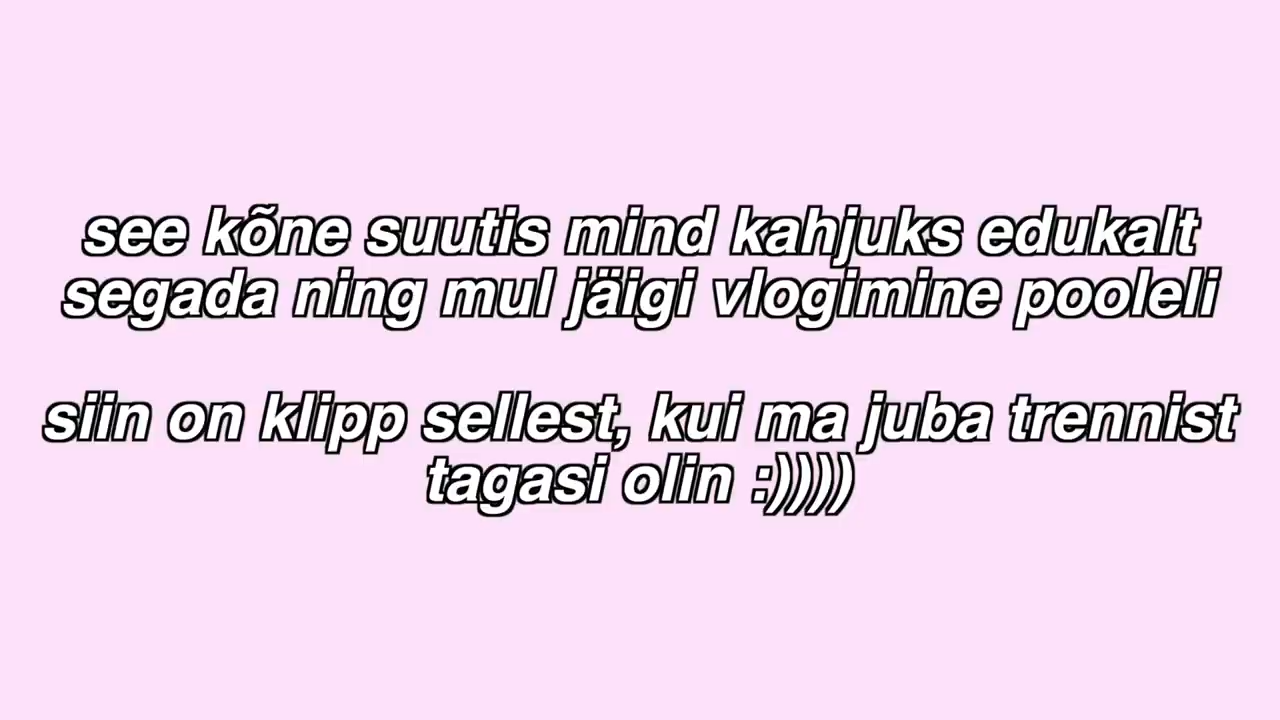 see kõne suutis mind kahjuks edukalt
segada ning mul jäigi vlogimine pooleli
siin on klipp sellest, kui ma juba trennist
tagasi olin :))))